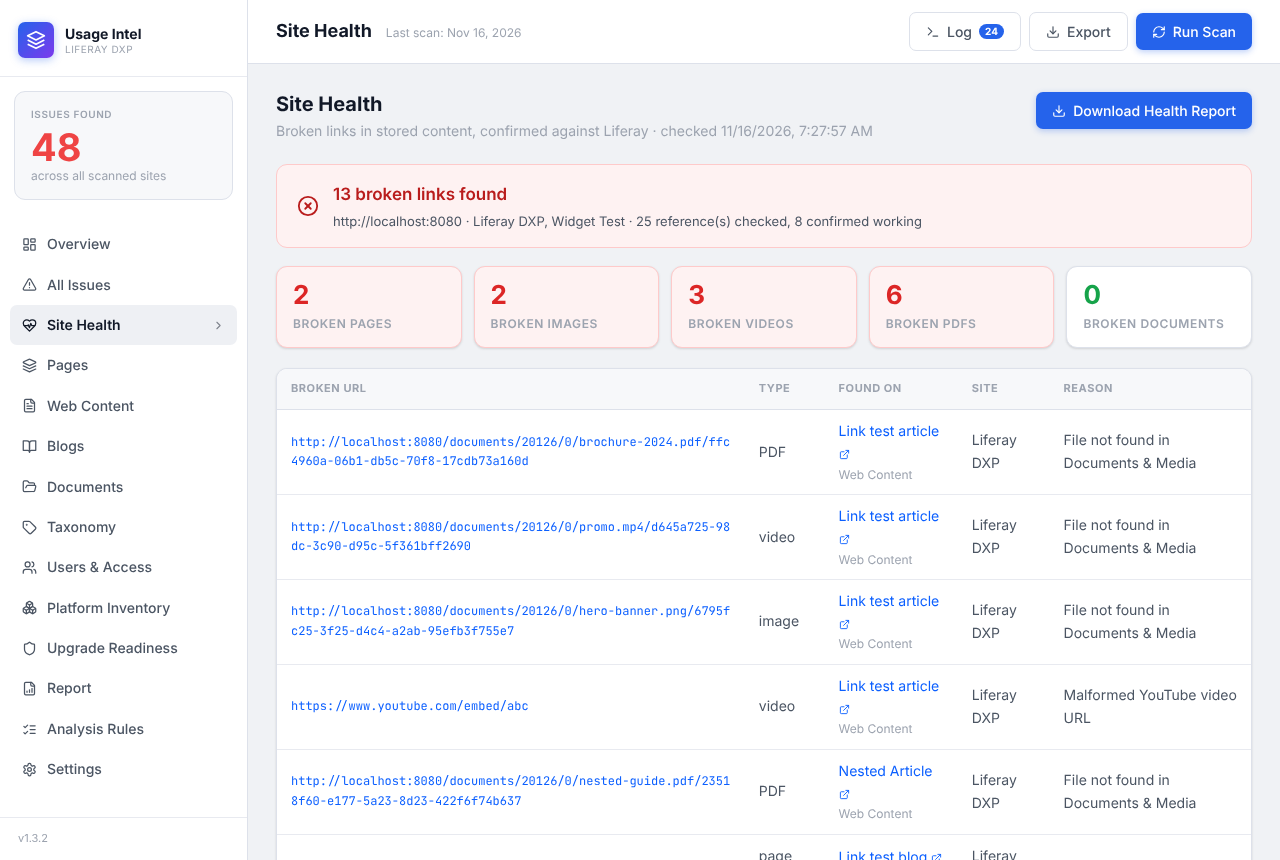 Usage Intel
LIFERAY DXP
ISSUES FOUND
48
across all scanned sites
Overview
All Issues
Site Health
Pages
Web Content
Blogs
Documents
Taxonomy
Users & Access
Platform Inventory
Upgrade Readiness
Report
Analysis Rules
Settings
v1.3.2
Site Health Last scan: Nov 16, 2026
Log 24
Export
Run Scan
Site Health
Broken links in stored content, confirmed against Liferay · checked 11/16/2026, 7:27:57 AM
Download Health Report
13 broken links found
http://localhost:8080 · Liferay DXP, Widget Test · 25 reference(s) checked, 8 confirmed working
2
BROKEN PAGES
2
BROKEN IMAGES
3
BROKEN VIDEOS
6
BROKEN PDFS
0
BROKEN DOCUMENTS
BROKEN URL TYPE FOUND ON SITE REASON
http://localhost:8080/documents/20126/0/brochure-2024.pdf/ffc
4960a-06b1-db5c-70f8-17cdb73a160d
PDF
Link test article
Web Content
Liferay
DXP
File not found in
Documents & Media
http://localhost:8080/documents/20126/0/promo.mp4/d645a725-98
dc-3c90-d95c-5f361bff2690
video
Link test article
Web Content
Liferay
DXP
File not found in
Documents & Media
http://localhost:8080/documents/20126/0/hero-banner.png/6795f
c25-3f25-d4c4-a2ab-95efb3f755e7
image
Link test article
Web Content
Liferay
DXP
File not found in
Documents & Media
https://www.youtube.com/embed/abc
video
Link test article
Web Content
Liferay
DXP
Malformed YouTube video
URL
http://localhost:8080/documents/20126/0/nested-guide.pdf/2351
8f60-e177-5a23-8d23-422f6f74b637
PDF
Nested Article
Web Content
Liferay
DXP
File not found in
Documents & Media
page
Link test blog
Liferay